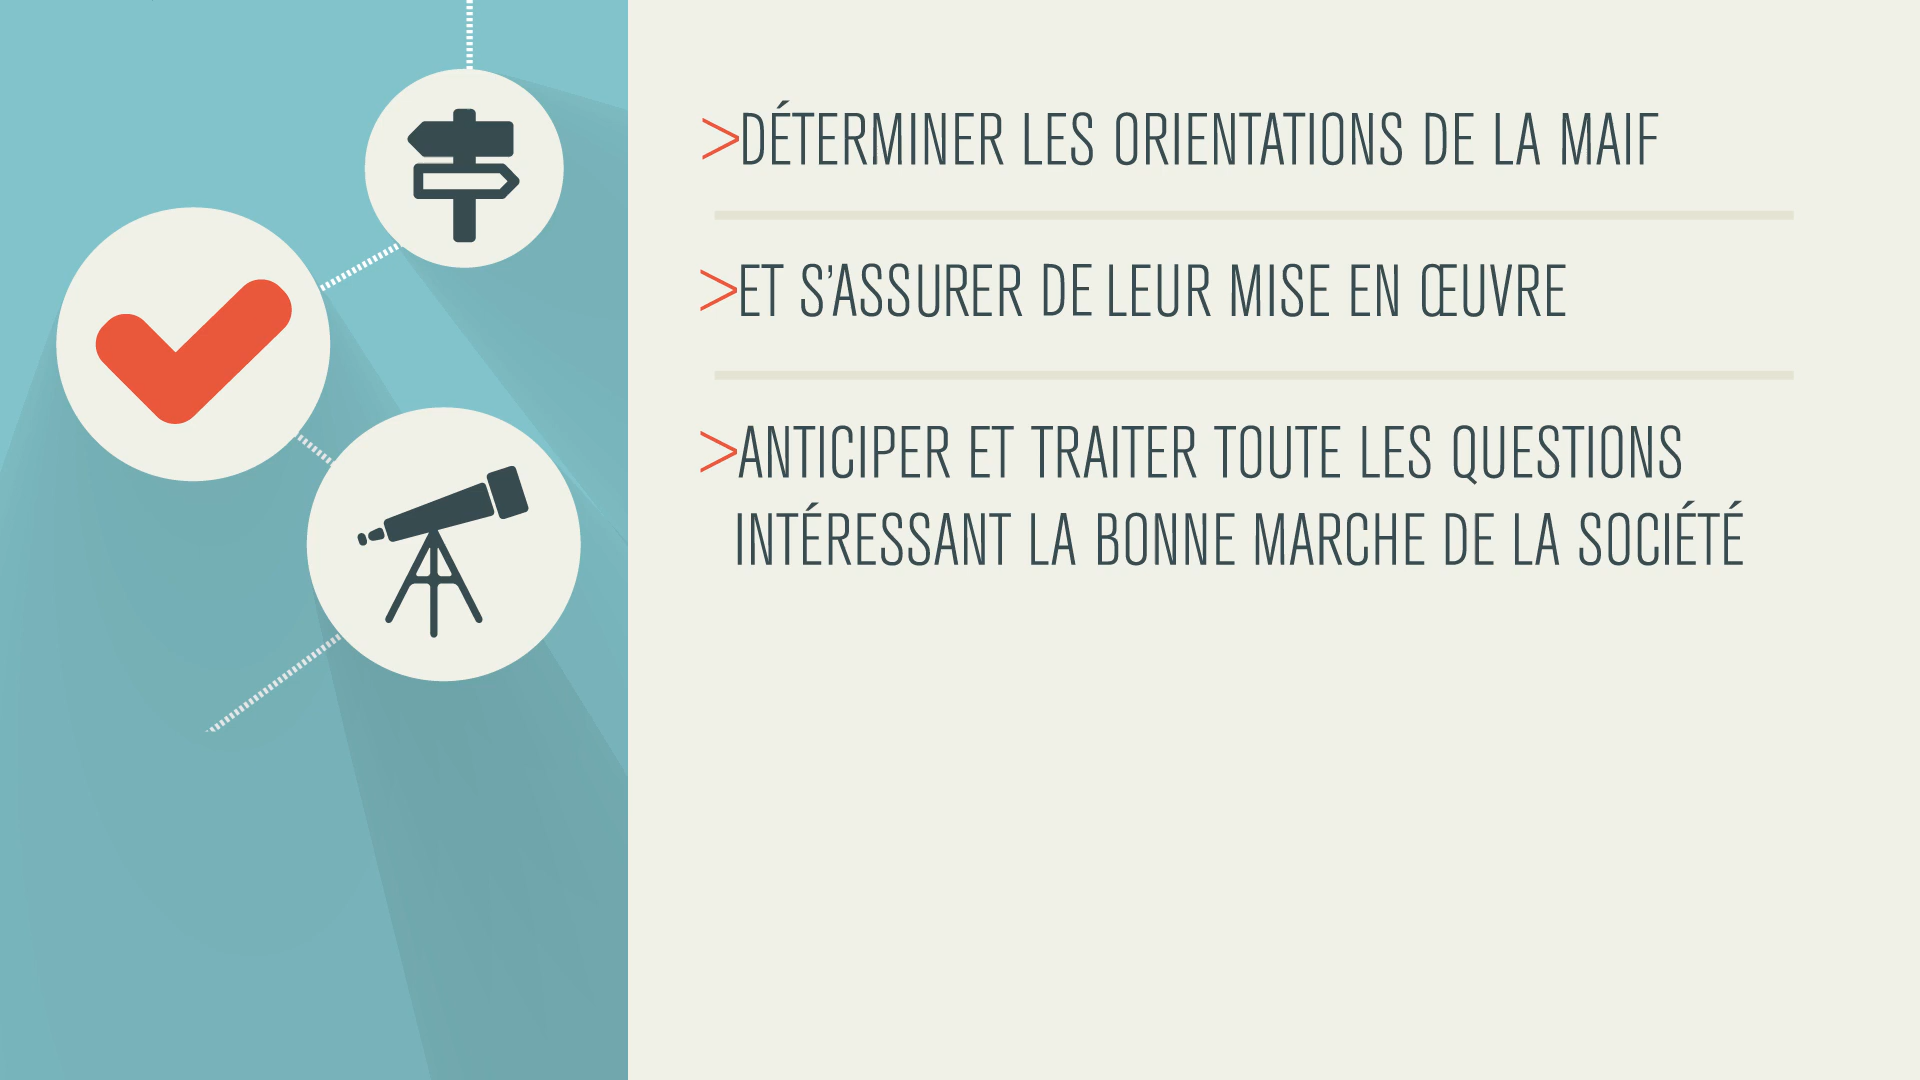 >DÉTERMINER LES ORIENTATIONS DE LA MAIF
>ET S’ASSURER DE LEUR MISE EN ŒUVRE
>ANTICIPER ET TRAITER TOUTE LES QUESTIONS
INTÉRESSANT LA BONNE MARCHE DE LA SOCIÉTÉ